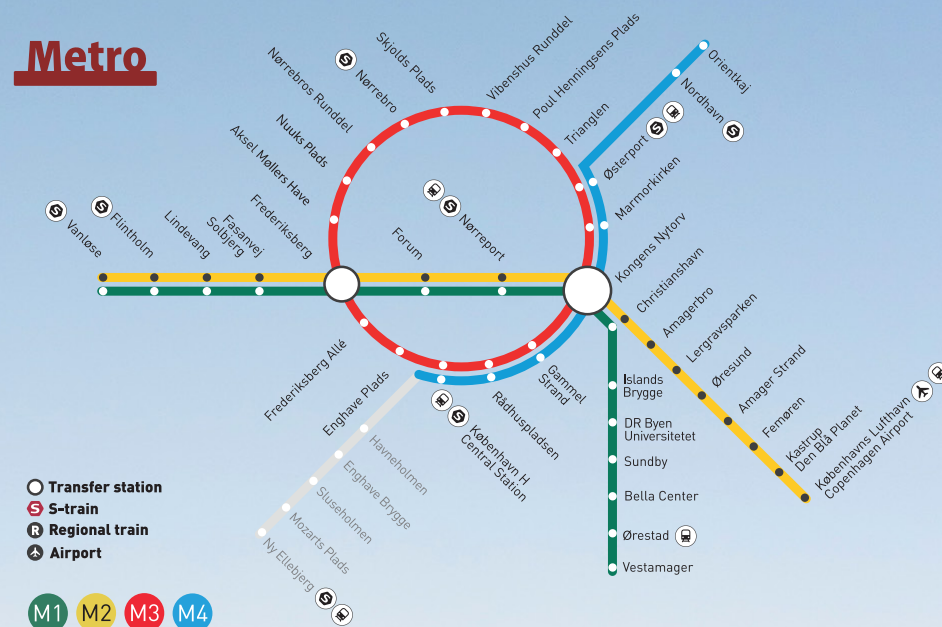 Metro
Skjolds Plads
Vibenshus Runddel
Poul Henningsens Plads
Nørrebro
Nørrebros Runddel
Trianglen
Orientkaj
Nordhavn
Østerport
Nuuks Plads
Aksel Møllers Have
Marmorkirken
Frederiksberg
Fasanvej
Solbjerg
Lindevang
Flintholm
Vanløse
Forum
Nørreport
Kongens Nytorv
Christianshavn
Amagerbro
Lergravsparken
Øresund
Amager Strand
Femøren
Kastrup
Den Blå Planet
Københavns Lufthavn
Copenhagen Airport
Frederiksberg Allé
Enghave Plads
København H
Central Station
Rådhuspladsen
Gammel
Strand
Islands
Brygge
DR Byen
Universitetet
Sundby
Bella Center
Ørestad
Vestamager
Havneholmen
Enghave Brygge
Sluseholmen
Mozarts Plads
Ny Ellebjerg
Transfer station
S S-train
R Regional train
Airport
M1 M2 M3 M4